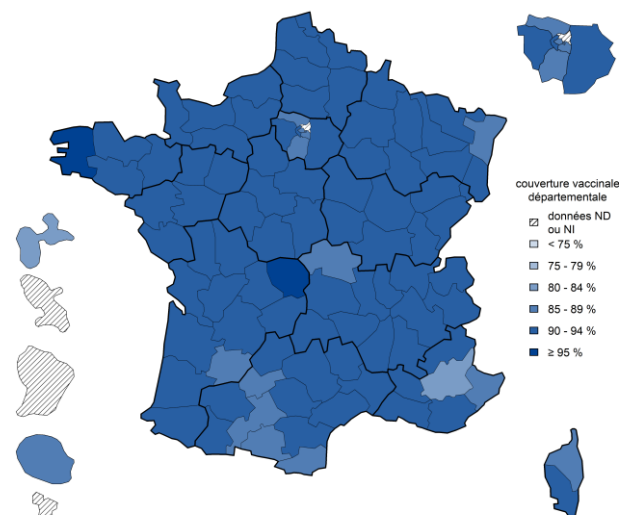 couverture vaccinale
départementale
données ND
ou NI
< 75 %
75 - 79 %
80 - 84 %
85 - 89 %
90 - 94 %
≥ 95 %